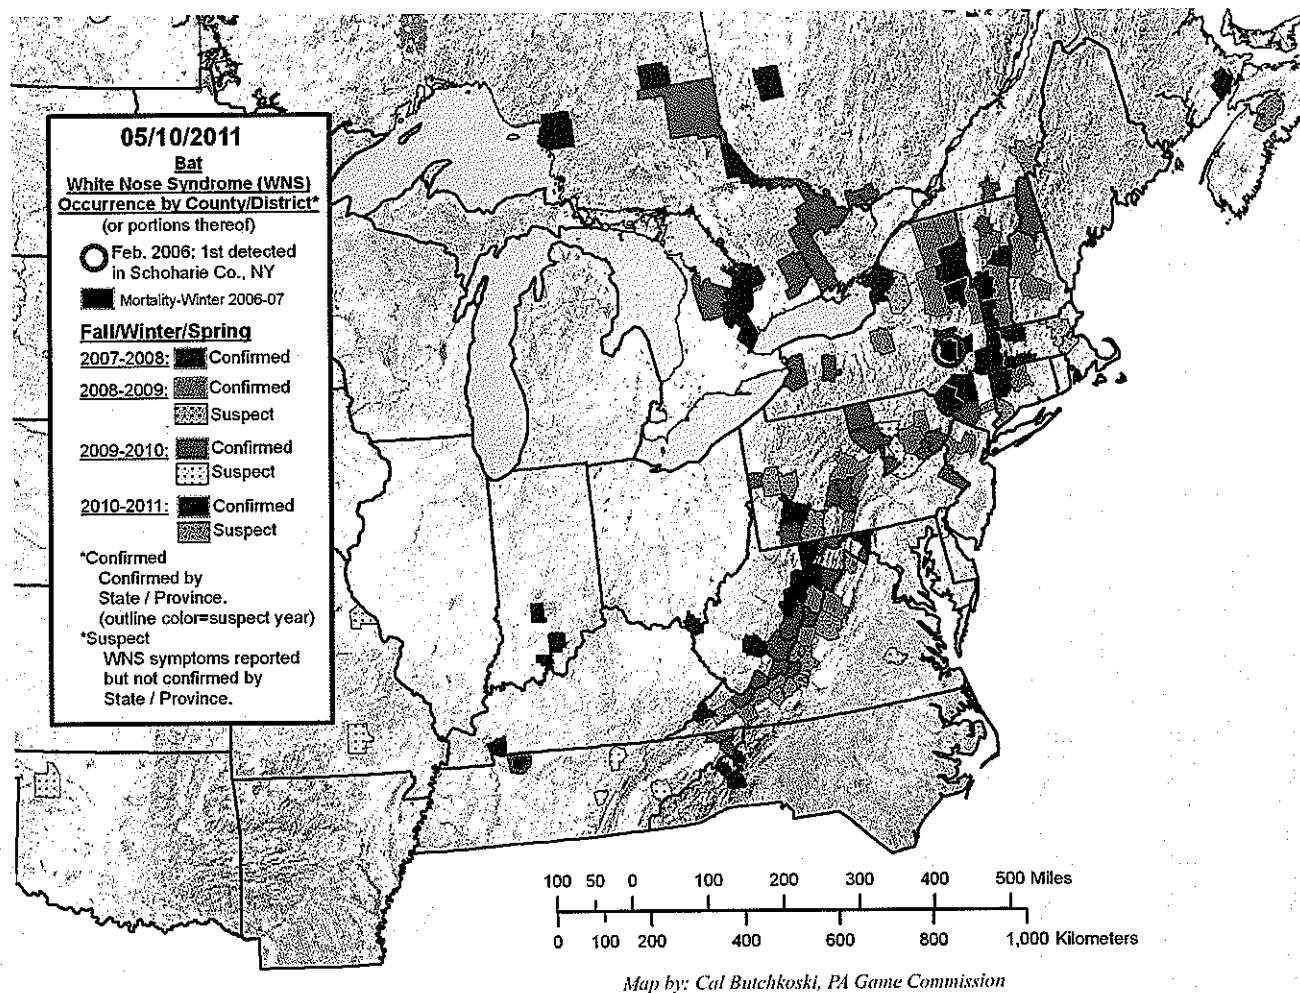 05/10/2011
Bat
White Nose Syndrome (WNS)
Occurrence by County/District*
(or portions thereof)
Feb. 2006: 1st detected
in Schoharie Co., NY
Mortality-Winter 2006-07
Fall/Winter/Spring
2007-2008: Confirmed
2008-2009: Confirmed
Suspect
2009-2010: Confirmed
Suspect
2010-2011: Confirmed
Suspect
*Confirmed
Confirmed by
State / Province.
(outline color=suspect year)
*Suspect
WNS symptoms reported
but not confirmed by
State / Province.
100 50 0 100 200 300 400 500 Miles
0 100 200 400 600 800 1,000 Kilometers
Map by: Cal Butchkoski, PA Game Commission